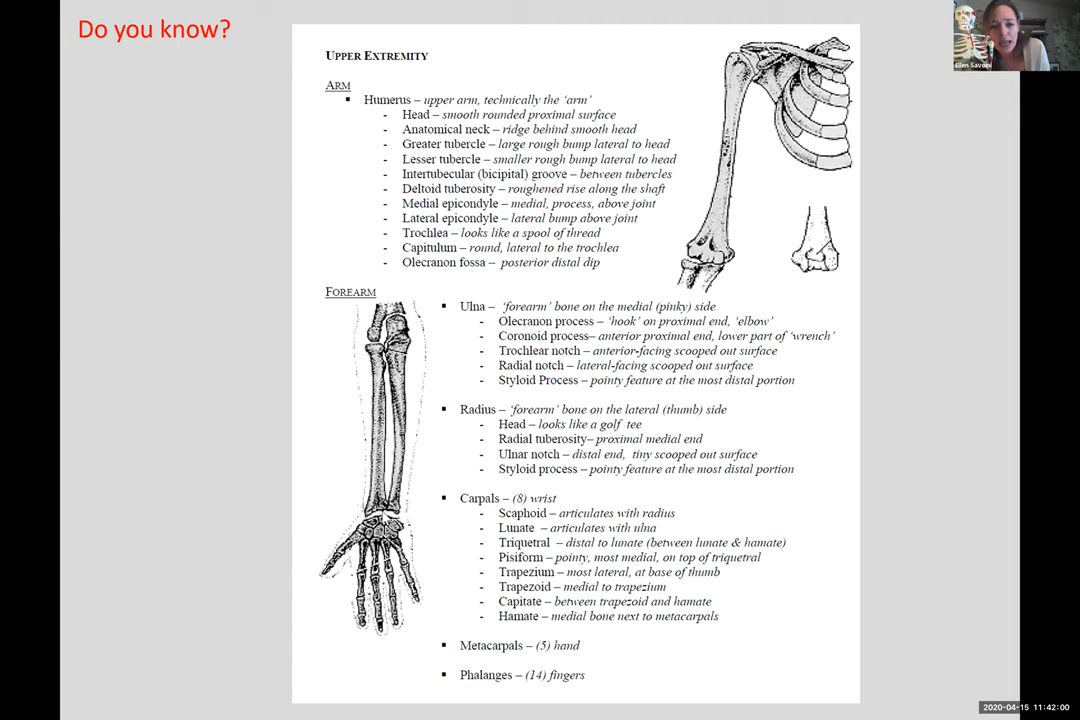 Do you know?
UPPER EXTREMITY
ARM
▪ Humerus – upper arm, technically the ‘arm’
- Head – smooth rounded proximal surface
- Anatomical neck – ridge behind smooth head
- Greater tubercle – large rough bump lateral to head
- Lesser tubercle – smaller rough bump lateral to head
- Intertubecular (bicipital) groove – between tubercles
- Deltoid tuberosity – roughened rise along the shaft
- Medial epicondyle – medial, process, above joint
- Lateral epicondyle – lateral bump above joint
- Trochlea – looks like a spool of thread
- Capitulum – round, lateral to the trochlea
- Olecranon fossa – posterior distal dip
FOREARM
▪ Ulna – ‘forearm’ bone on the medial (pinky) side
- Olecranon process – ‘hook’ on proximal end, ‘elbow’
- Coronoid process– anterior proximal end, lower part of ‘wrench’
- Trochlear notch – anterior-facing scooped out surface
- Radial notch – lateral-facing scooped out surface
- Styloid Process – pointy feature at the most distal portion
▪ Radius – ‘forearm’ bone on the lateral (thumb) side
- Head – looks like a golf tee
- Radial tuberosity– proximal medial end
- Ulnar notch – distal end, tiny scooped out surface
- Styloid process – pointy feature at the most distal portion
▪ Carpals – (8) wrist
- Scaphoid – articulates with radius
- Lunate – articulates with ulna
- Triquetral – distal to lunate (between lunate & hamate)
- Pisiform – pointy, most medial, on top of triquetral
- Trapezium – most lateral, at base of thumb
- Trapezoid – medial to trapezium
- Capitate – between trapezoid and hamate
- Hamate – medial bone next to metacarpals
▪ Metacarpals – (5) hand
▪ Phalanges – (14) fingers
Ellen Savoini
2020-04-15 11:42:00